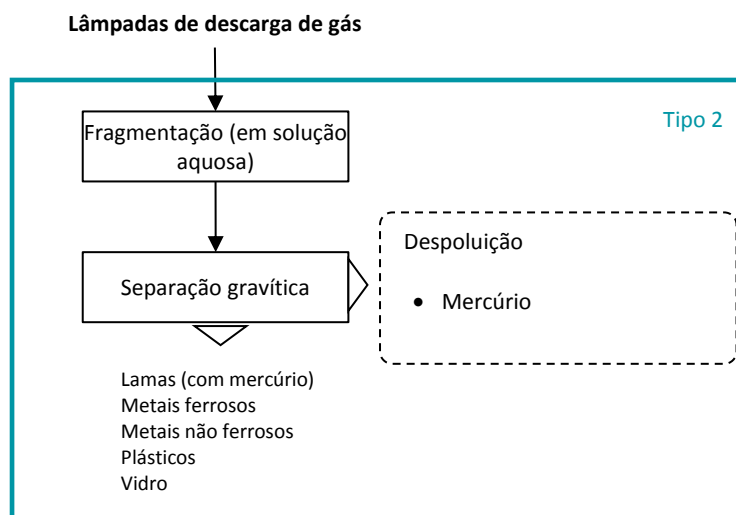 Lâmpadas de descarga de gás
Tipo 2
Fragmentação (em solução
aquosa)
Separação gravítica
Despoluição
• Mercúrio
Lamas (com mercúrio)
Metais ferrosos
Metais não ferrosos
Plásticos
Vidro